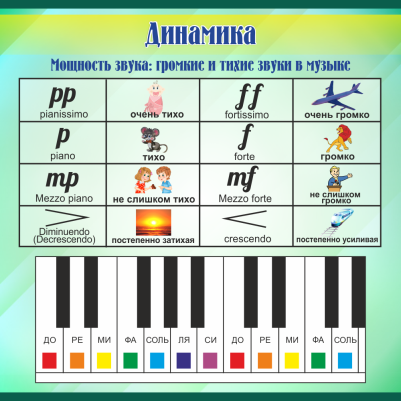 Динамика
Мощность звука: громкие и тихие звуки в музыке
pp
pianissimo
очень тихо
ff
fortissimo
очень громко
p
piano
тихо
f
forte
громко
mp
Mezzo piano
не слишком тихо
mf
Mezzo forte
не слишком
громко
Diminuendo
(Decrescendo)
постепенно затихая
crescendo
постепенно усиливая
ДО РЕ МИ ФА СОЛЬ ЛЯ СИ ДО РЕ МИ ФА СОЛЬ